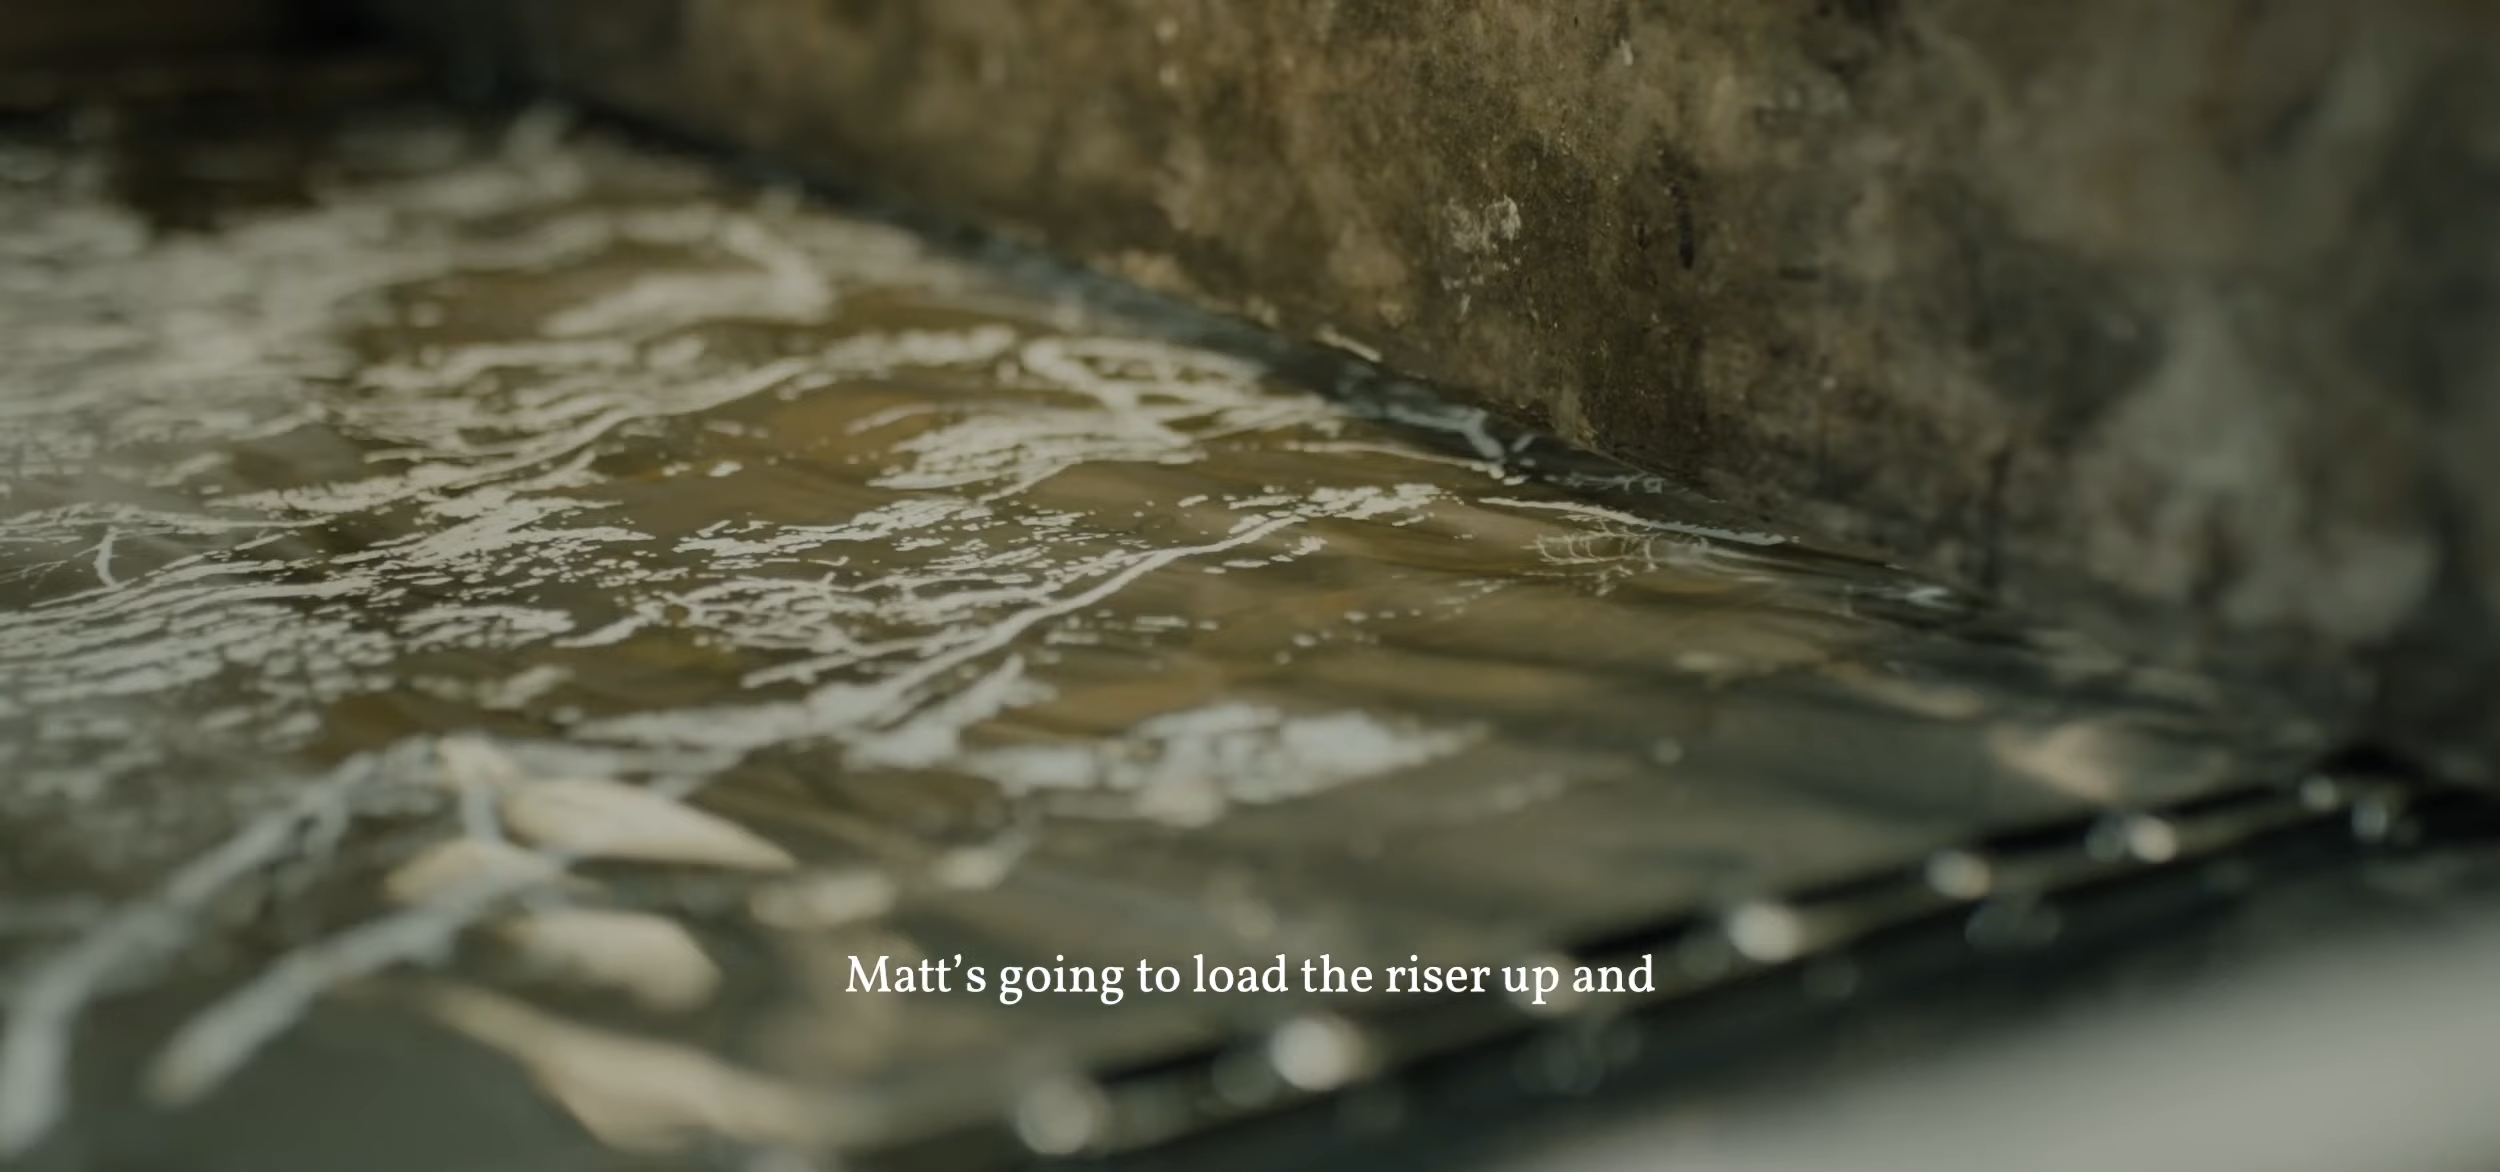 Matt’s going to load the riser up and